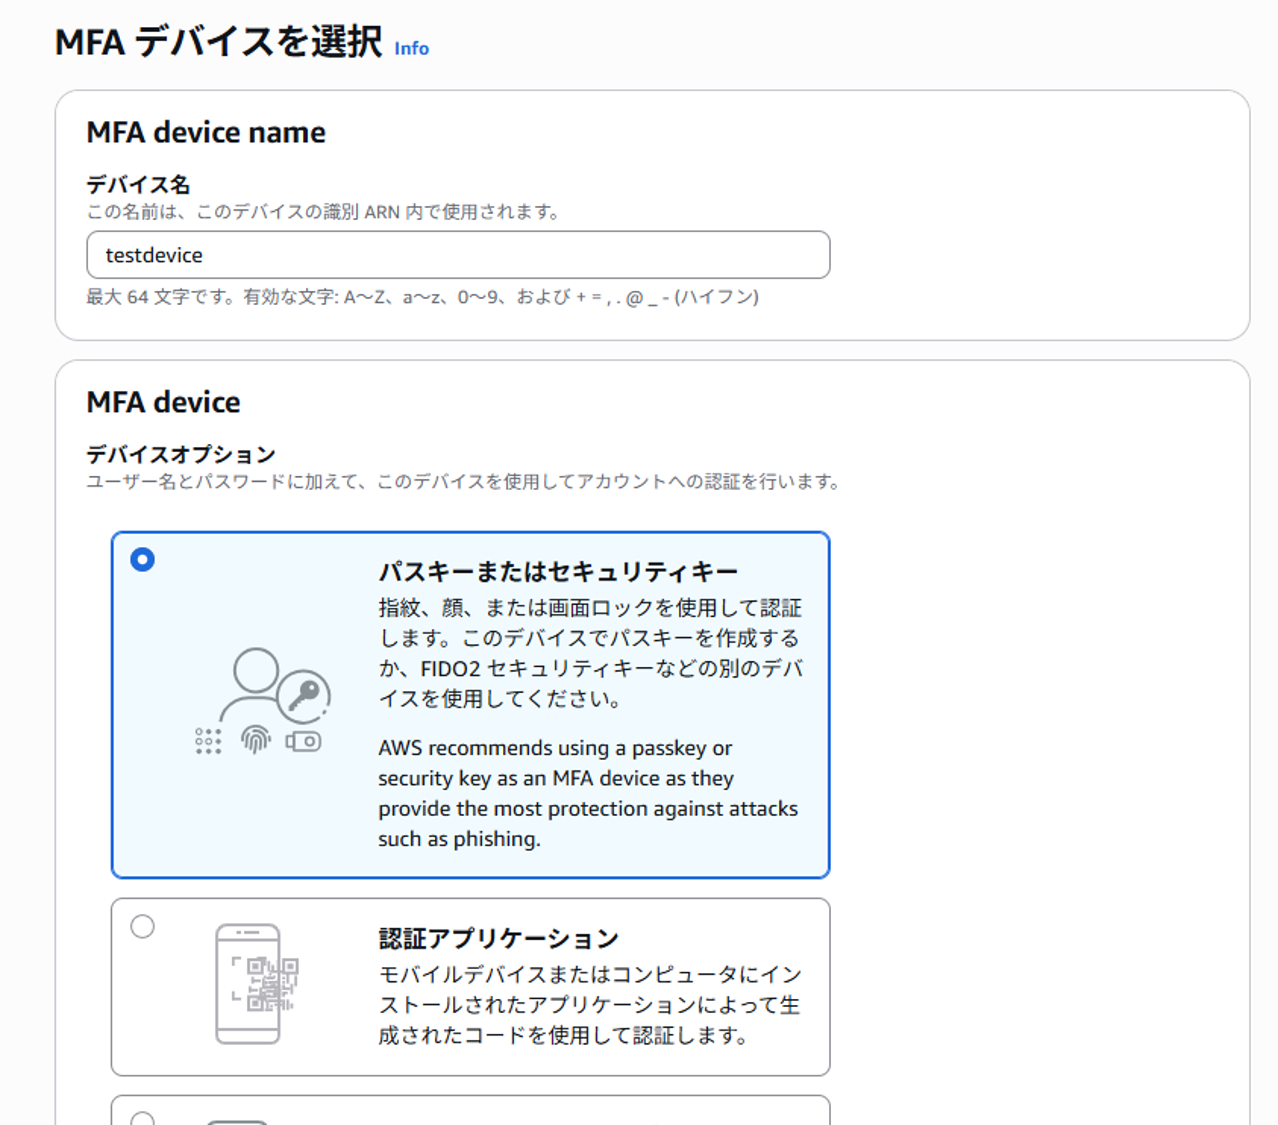 MFA デバイスを選択 Info
MFA device name
デバイス名
この名前は、このデバイスの識別 ARN 内で使用されます。
testdevice
最大 64 文字です。有効な文字: A～Z、a～z、0～9、および + = , . @ _ - (ハイフン)
MFA device
デバイスオプション
ユーザー名とパスワードに加えて、このデバイスを使用してアカウントへの認証を行います。
パスキーまたはセキュリティキー
指紋、顔、または画面ロックを使用して認証
します。このデバイスでパスキーを作成する
か、FIDO2 セキュリティキーなどの別のデバ
イスを使用してください。
AWS recommends using a passkey or
security key as an MFA device as they
provide the most protection against attacks
such as phishing.
認証アプリケーション
モバイルデバイスまたはコンピュータにイン
ストールされたアプリケーションによって生
成されたコードを使用して認証します。